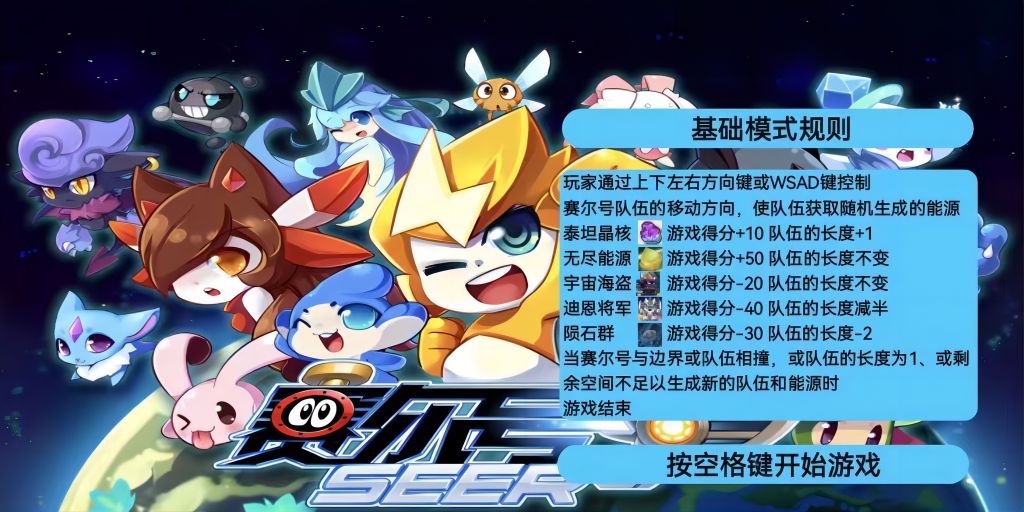 基础模式规则
玩家通过上下左右方向键或WSAD键控制
赛尔号队伍的移动方向，使队伍获取随机生成的能源
泰坦晶核 游戏得分+10 队伍的长度+1
无尽能源 游戏得分+50 队伍的长度不变
宇宙海盗 游戏得分-20 队伍的长度不变
迪恩将军 游戏得分-40 队伍的长度减半
陨石群 游戏得分-30 队伍的长度-2
当赛尔号与边界或队伍相撞，或队伍的长度为1、或剩
余空间不足以生成新的队伍和能源时
游戏结束
赛尔号
SEER
按空格键开始游戏